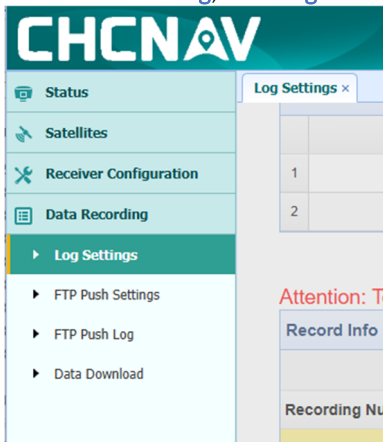 CHCNAV
Status
Log Settings ×
Satellites
Receiver Configuration
1
Data Recording
2
Log Settings
FTP Push Settings
Attention:
FTP Push Log
Record Info
Data Download
Recording